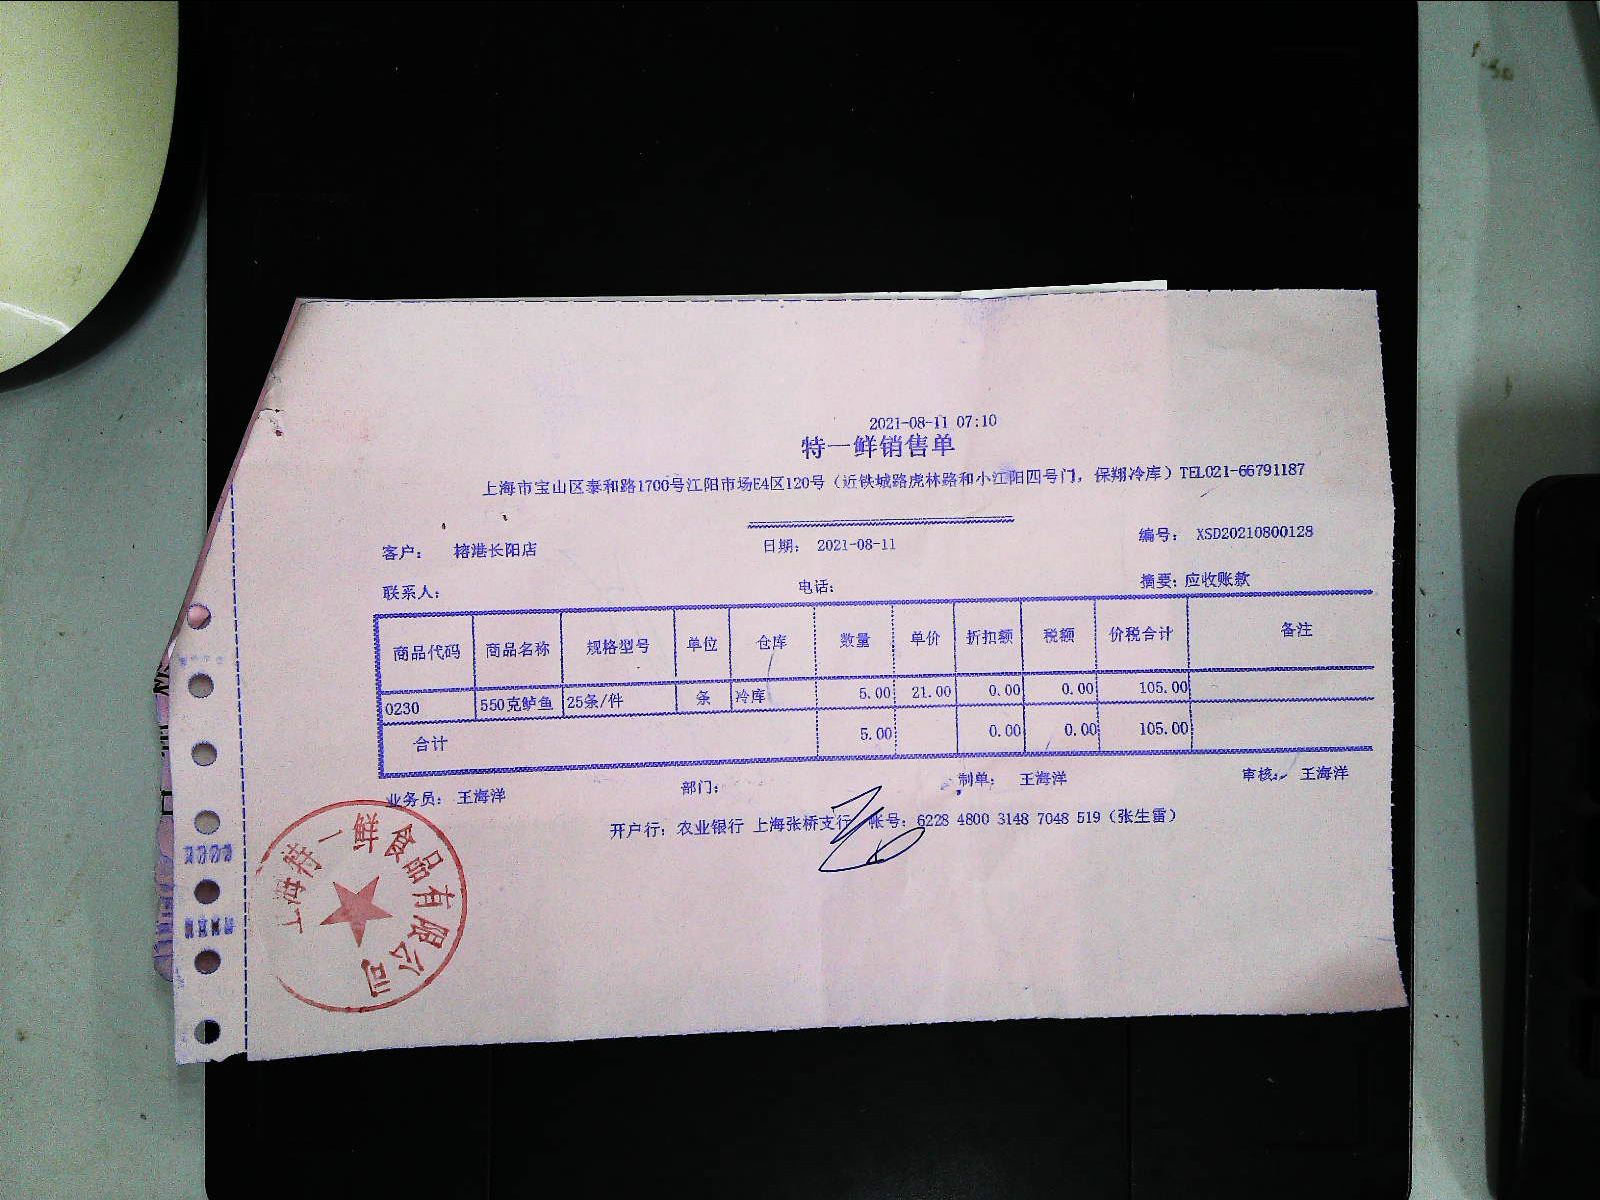 2021-08-11 07:10
特一鲜销售单
上海市宝山区泰和路1700号江阳市场E4区120号（近铁城路虎林路和小江阳四号门，保翔冷库）TEL021-66791187
客户： 榕港长阳店 日期： 2021-08-11 编号： XSD20210800128
联系人： 电话： 摘要：应收账款
商品代码 商品名称 规格型号 单位 仓库 数量 单价 折扣额 税额 价税合计 备注
0230 550克鲈鱼 25条/件 条 冷库 5.00 21.00 0.00 0.00 105.00
合计 5.00 0.00 0.00 105.00
业务员： 王海洋 部门： 制单： 王海洋 审核： 王海洋
开户行：农业银行 上海张桥支行 帐号：6228 4800 3148 7048 519（张生雷）
上海特一鲜食品有限公司